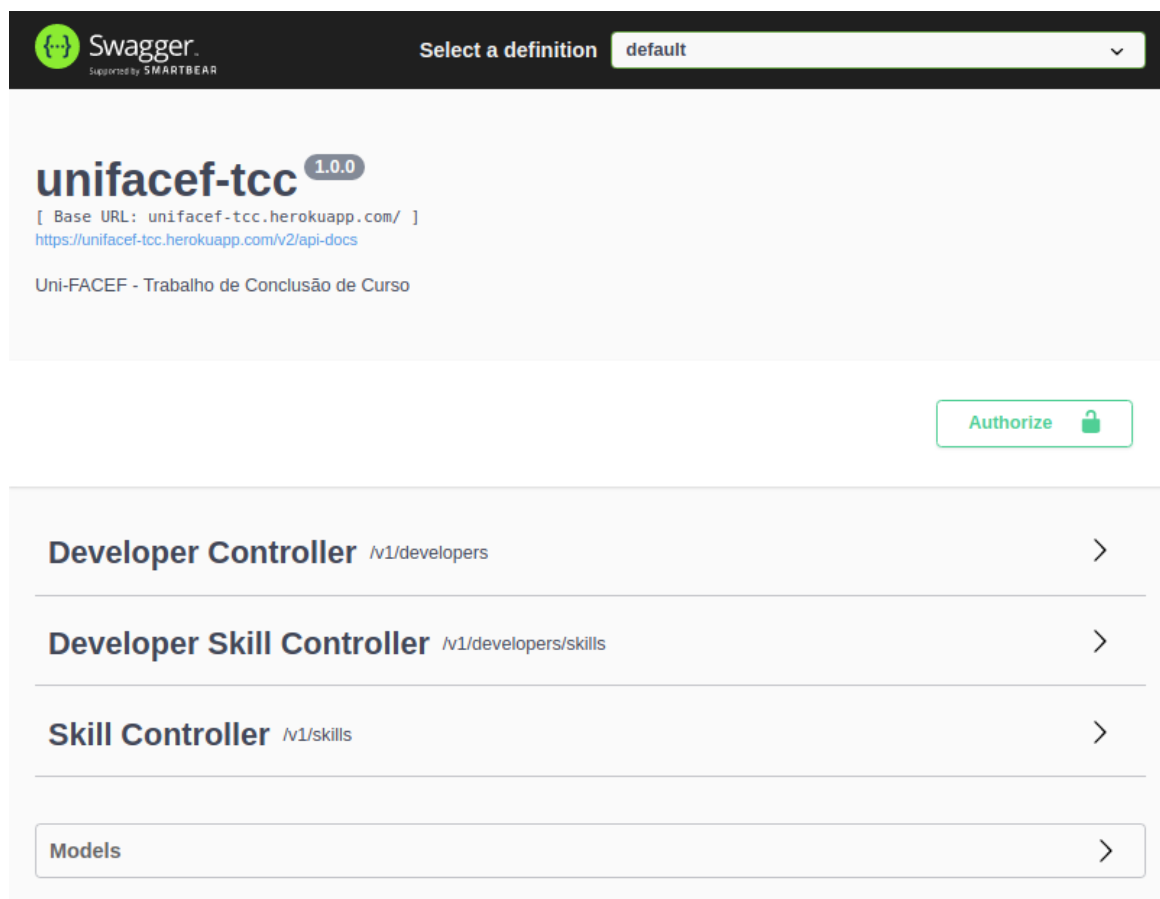 Swagger™
Supported by SMARTBEAR
Select a definition
default
unifacef-tcc 1.0.0
[ Base URL: unifacef-tcc.herokuapp.com/ ]
https://unifacef-tcc.herokuapp.com/v2/api-docs
Uni-FACEF - Trabalho de Conclusão de Curso
Authorize
Developer Controller /v1/developers
Developer Skill Controller /v1/developers/skills
Skill Controller /v1/skills
Models